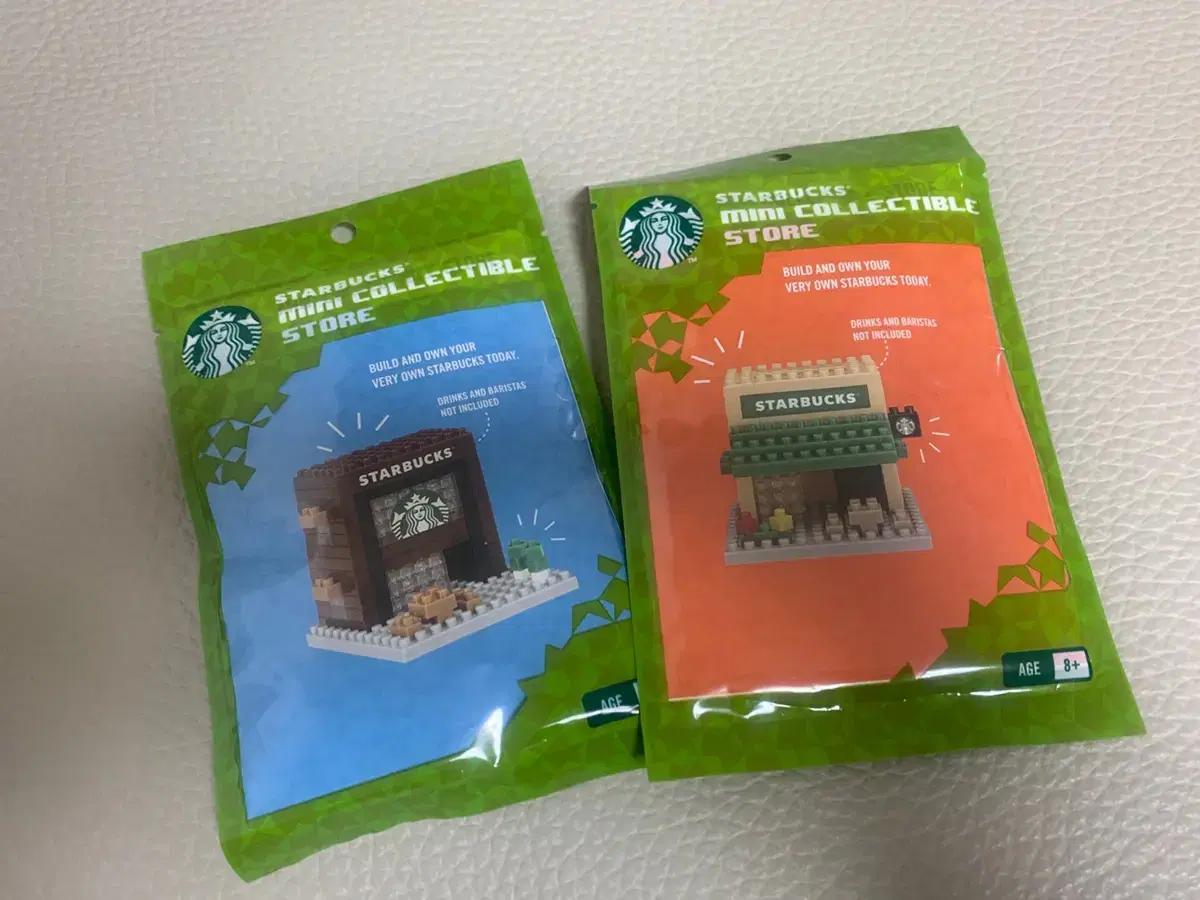 STARBUCKS
MINI COLLECTIBLE
STORE
BUILD AND OWN YOUR
VERY OWN STARBUCKS TODAY.
DRINKS AND BARISTAS
NOT INCLUDED
STARBUCKS
AGE
STARBUCKS
MINI COLLECTIBLE
STORE
BUILD AND OWN YOUR
VERY OWN STARBUCKS TODAY.
DRINKS AND BARISTAS
NOT INCLUDED
STARBUCKS
AGE 8+